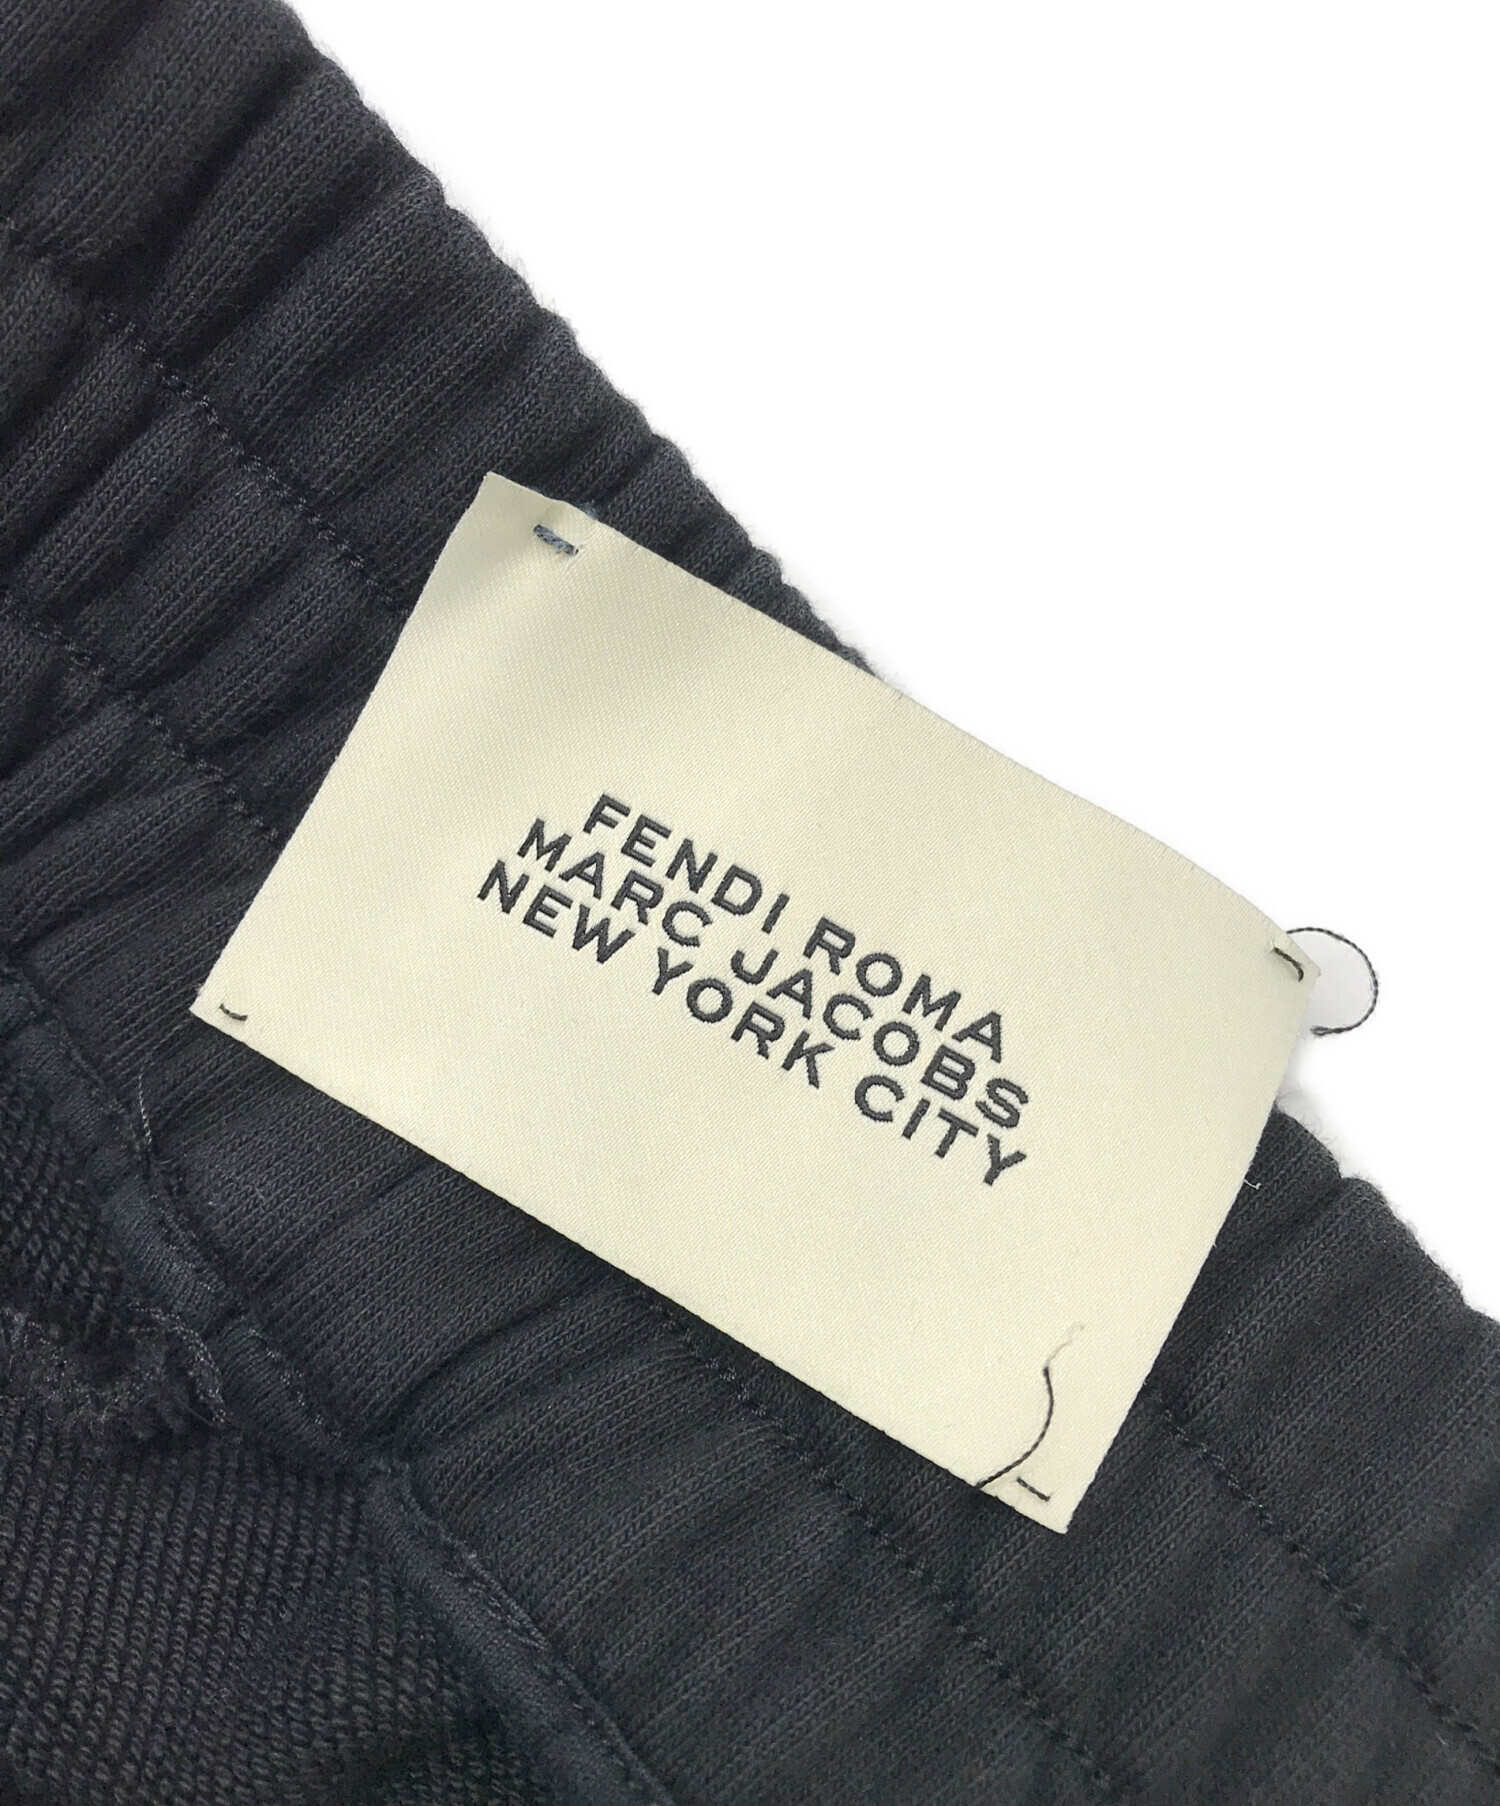 FENDI ROMA
MARC JACOBS
NEW YORK CITY